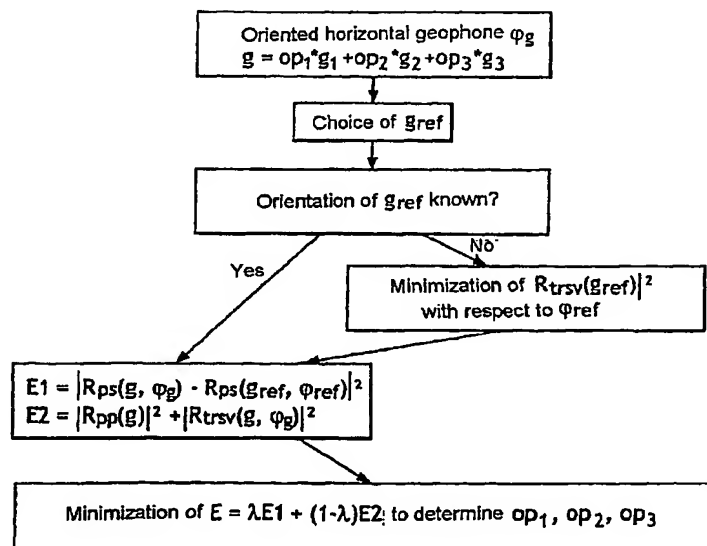 Oriented horizontal geophone φg
g = op₁*g₁+op₂*g₂+op₃*g₃
Choice of gref
Orientation of gref known?
Yes
No
Minimization of Rtrsv(gref)|²
with respect to φref
E1 = |Rps(g, φg) - Rps(gref, φref)|²
E2 = |Rpp(g)|² +|Rtrsv(g, φg)|²
Minimization of E = λE1 + (1-λ)E2; to determine op₁, op₂, op₃